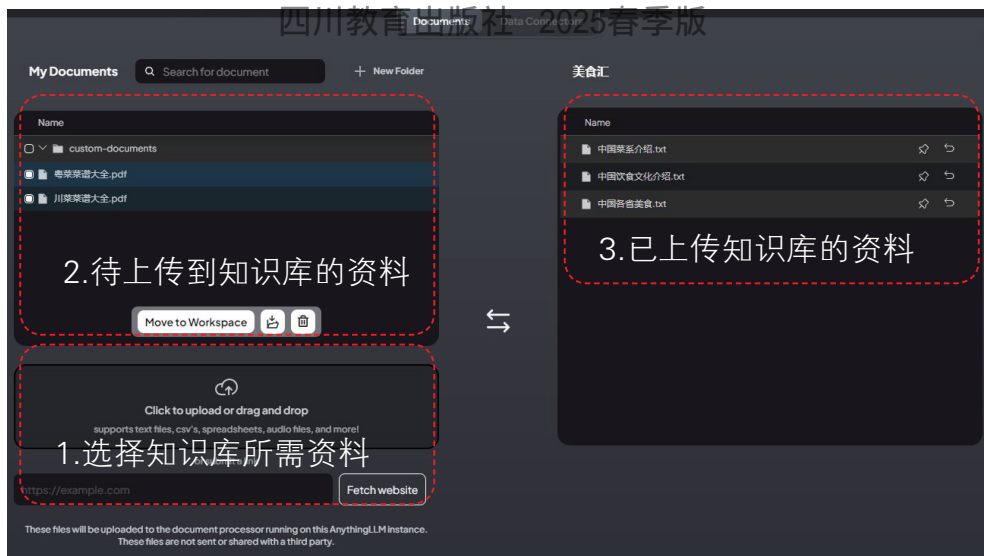 四川教育出版社 2025春季版
Documents Data Connectors
My Documents Search for document + New Folder
美食汇
Name
custom-documents
粤菜菜谱大全.pdf
川菜菜谱大全.pdf
2.待上传到知识库的资料
Move to Workspace
Name
中国菜系介绍.txt
中国饮食文化介绍.txt
中国各省美食.txt
3.已上传知识库的资料
Click to upload or drag and drop
supports text files, csv's, spreadsheets, audio files, and more!
1.选择知识库所需资料
or submit a link
https://example.com Fetch website
These files will be uploaded to the document processor running on this AnythingLLM instance.
These files are not sent or shared with a third party.